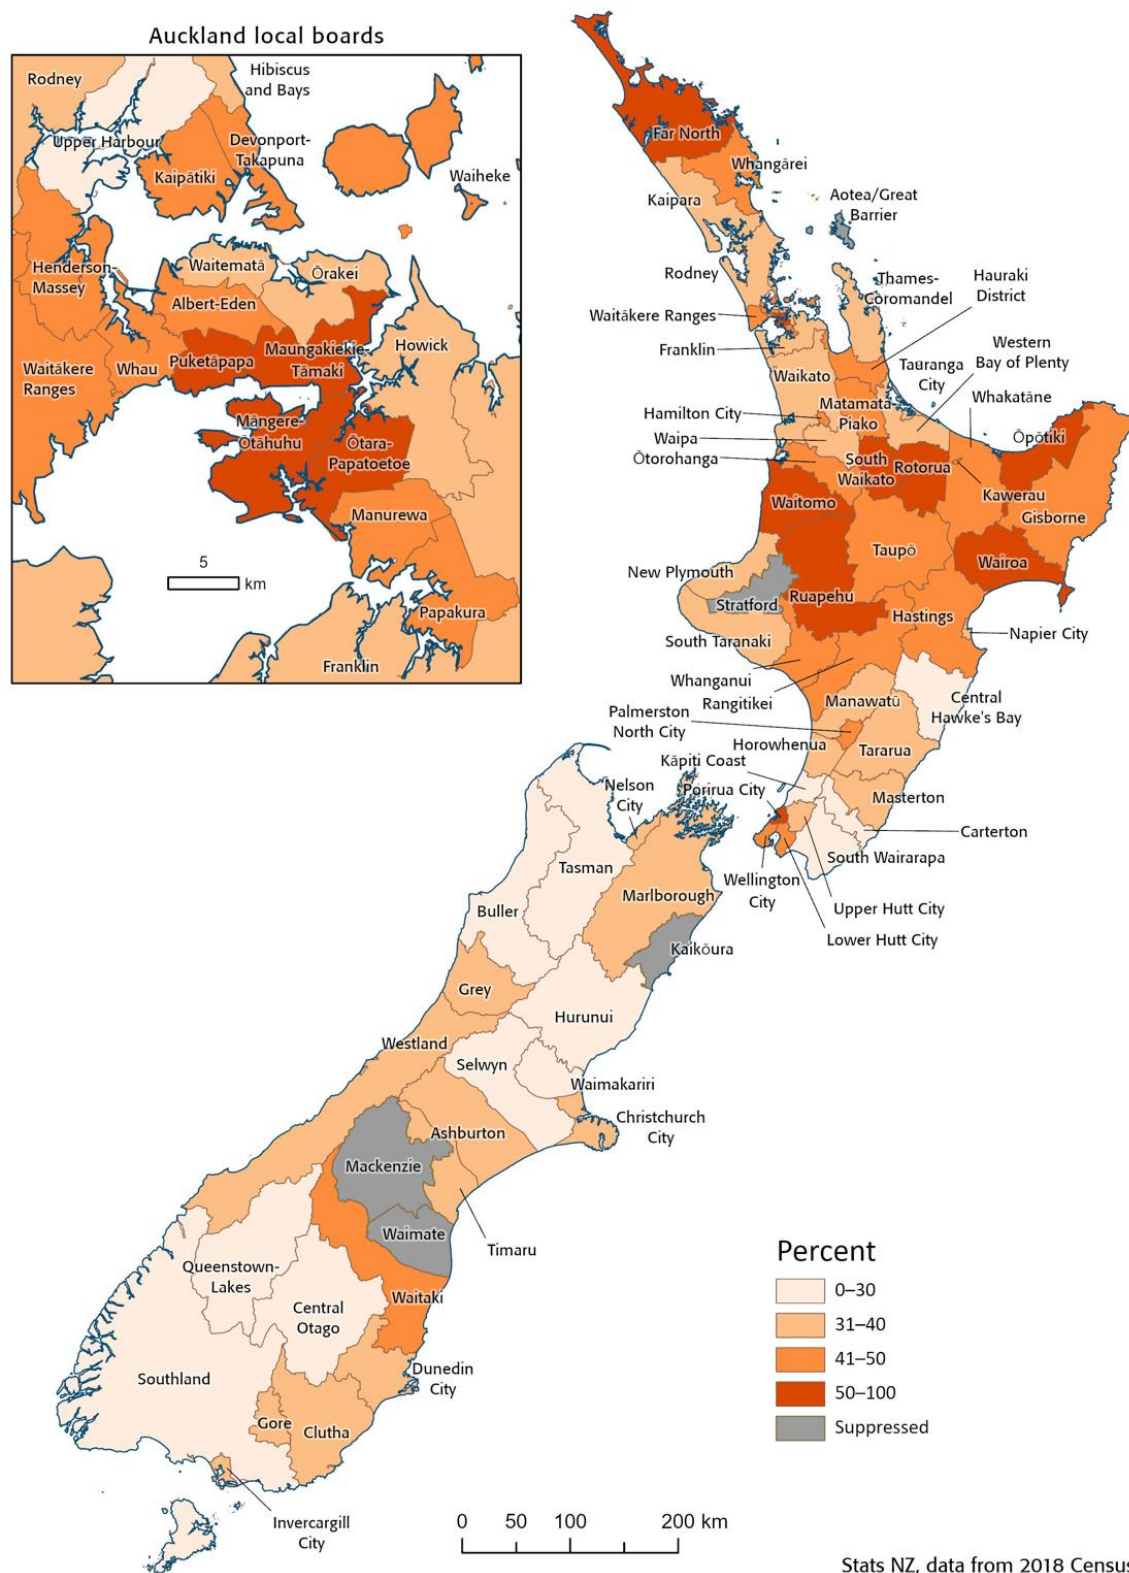 Auckland local boards
Rodney
Hibiscus
and Bays
Upper Harbour
Devonport-
Takapuna
Kaipātiki
Waiheke
Waitematā
Ōrakei
Henderson-
Massey
Albert-Eden
Howick
Waitākere
Ranges
Whau
Puketāpapa
Maungakiekie-
Tāmaki
Māngere-
Ōtāhuhu
Ōtara-
Papatoetoe
Manurewa
5
km
Papakura
Franklin
Far North
Whangārei
Kaipara
Aotea/Great
Barrier
Rodney
Thames-
Coromandel
Hauraki
District
Waitākere Ranges
Franklin
Western
Bay of Plenty
Tauranga
City
Waikato
Whakatāne
Hamilton City
Matamata-
Piako
Waipa
Ōpōtiki
Ōtorohanga
South
Waikato
Rotorua
Kawerau
Gisborne
Waitomo
Taupō
Wairoa
New Plymouth
Stratford
Ruapehu
Hastings
South Taranaki
Napier City
Whanganui
Rangitikei
Manawatū
Central
Hawke's Bay
Palmerston
North City
Horowhenua
Tararua
Kāpiti Coast
Nelson
City
Porirua City
Masterton
Carterton
South Wairarapa
Tasman
Wellington
City
Marlborough
Upper Hutt City
Buller
Lower Hutt City
Kaikōura
Grey
Hurunui
Westland
Selwyn
Waimakariri
Christchurch
City
Ashburton
Mackenzie
Waimate
Timaru
Queenstown-
Lakes
Waitaki
Central
Otago
Southland
Dunedin
City
Gore
Clutha
Invercargill
City
Percent
0–30
31–40
41–50
50–100
Suppressed
0 50 100 200 km
Stats NZ, data from 2018 Census